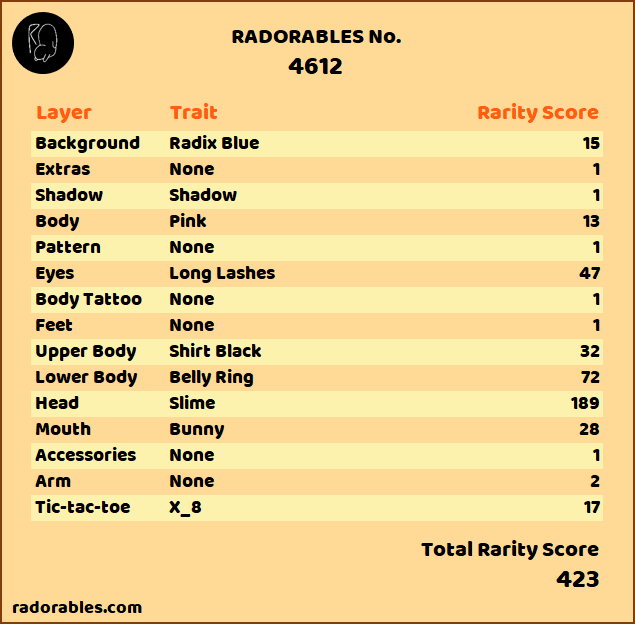 RADORABLES No.
4612
Layer Trait Rarity Score
Background Radix Blue 15
Extras None 1
Shadow Shadow 1
Body Pink 13
Pattern None 1
Eyes Long Lashes 47
Body Tattoo None 1
Feet None 1
Upper Body Shirt Black 32
Lower Body Belly Ring 72
Head Slime 189
Mouth Bunny 28
Accessories None 1
Arm None 2
Tic-tac-toe X_8 17
Total Rarity Score
423
radorables.com